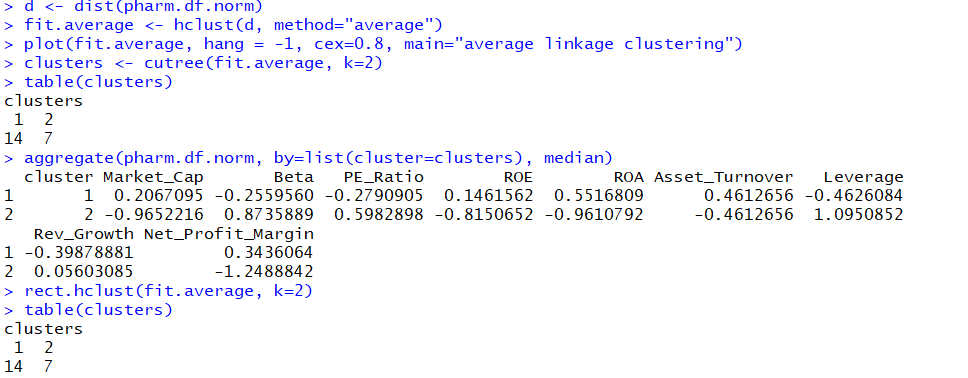 > d <- dist(pharm.df.norm)
> fit.average <- hclust(d, method="average")
> plot(fit.average, hang = -1, cex=0.8, main="average linkage clustering")
> clusters <- cutree(fit.average, k=2)
> table(clusters)
clusters
 1  2
14  7
> aggregate(pharm.df.norm, by=list(cluster=clusters), median)
  cluster Market_Cap       Beta   PE_Ratio        ROE        ROA Asset_Turnover   Leverage
1       1  0.2067095 -0.2559560 -0.2790905  0.1461562  0.5516809      0.4612656 -0.4626084
2       2 -0.9652216  0.8735889  0.5982898 -0.8150652 -0.9610792     -0.4612656  1.0950852
   Rev_Growth Net_Profit_Margin
1 -0.39878881         0.3436064
2  0.05603085        -1.2488842
> rect.hclust(fit.average, k=2)
> table(clusters)
clusters
 1  2
14  7